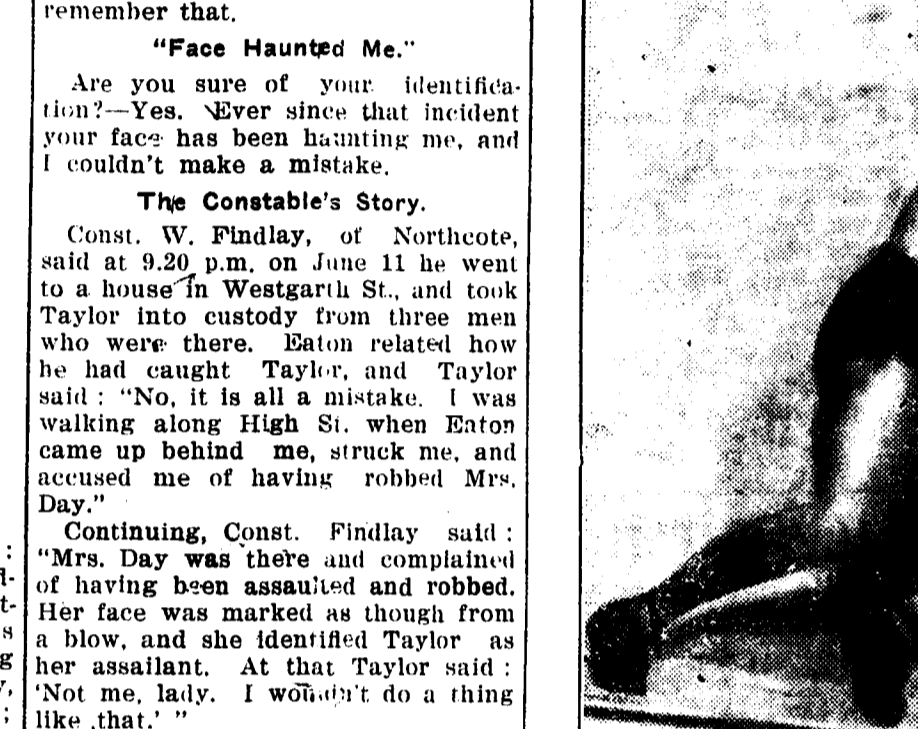 remember that.
"Face Haunted Me."
Are you sure of your identifica-
tion?—Yes. Ever since that incident
your face has been haunting me, and
I couldn't make a mistake.
The Constable's Story.
Const. W. Findlay, of Northcote,
said at 9.20 p.m. on June 11 he went
to a house in Westgarth St., and took
Taylor into custody from three men
who were there. Eaton related how
he had caught Taylor, and Taylor
said : "No, it is all a mistake. I was
walking along High St. when Eaton
came up behind me, struck me, and
accused me of having robbed Mrs.
Day."
Continuing, Const. Findlay said :
"Mrs. Day was there and complained
of having been assaulted and robbed.
Her face was marked as though from
a blow, and she identified Taylor as
her assailant. At that Taylor said :
'Not me, lady. I wouldn't do a thing
like that.' "
:
l-
t-
s
g
,
;